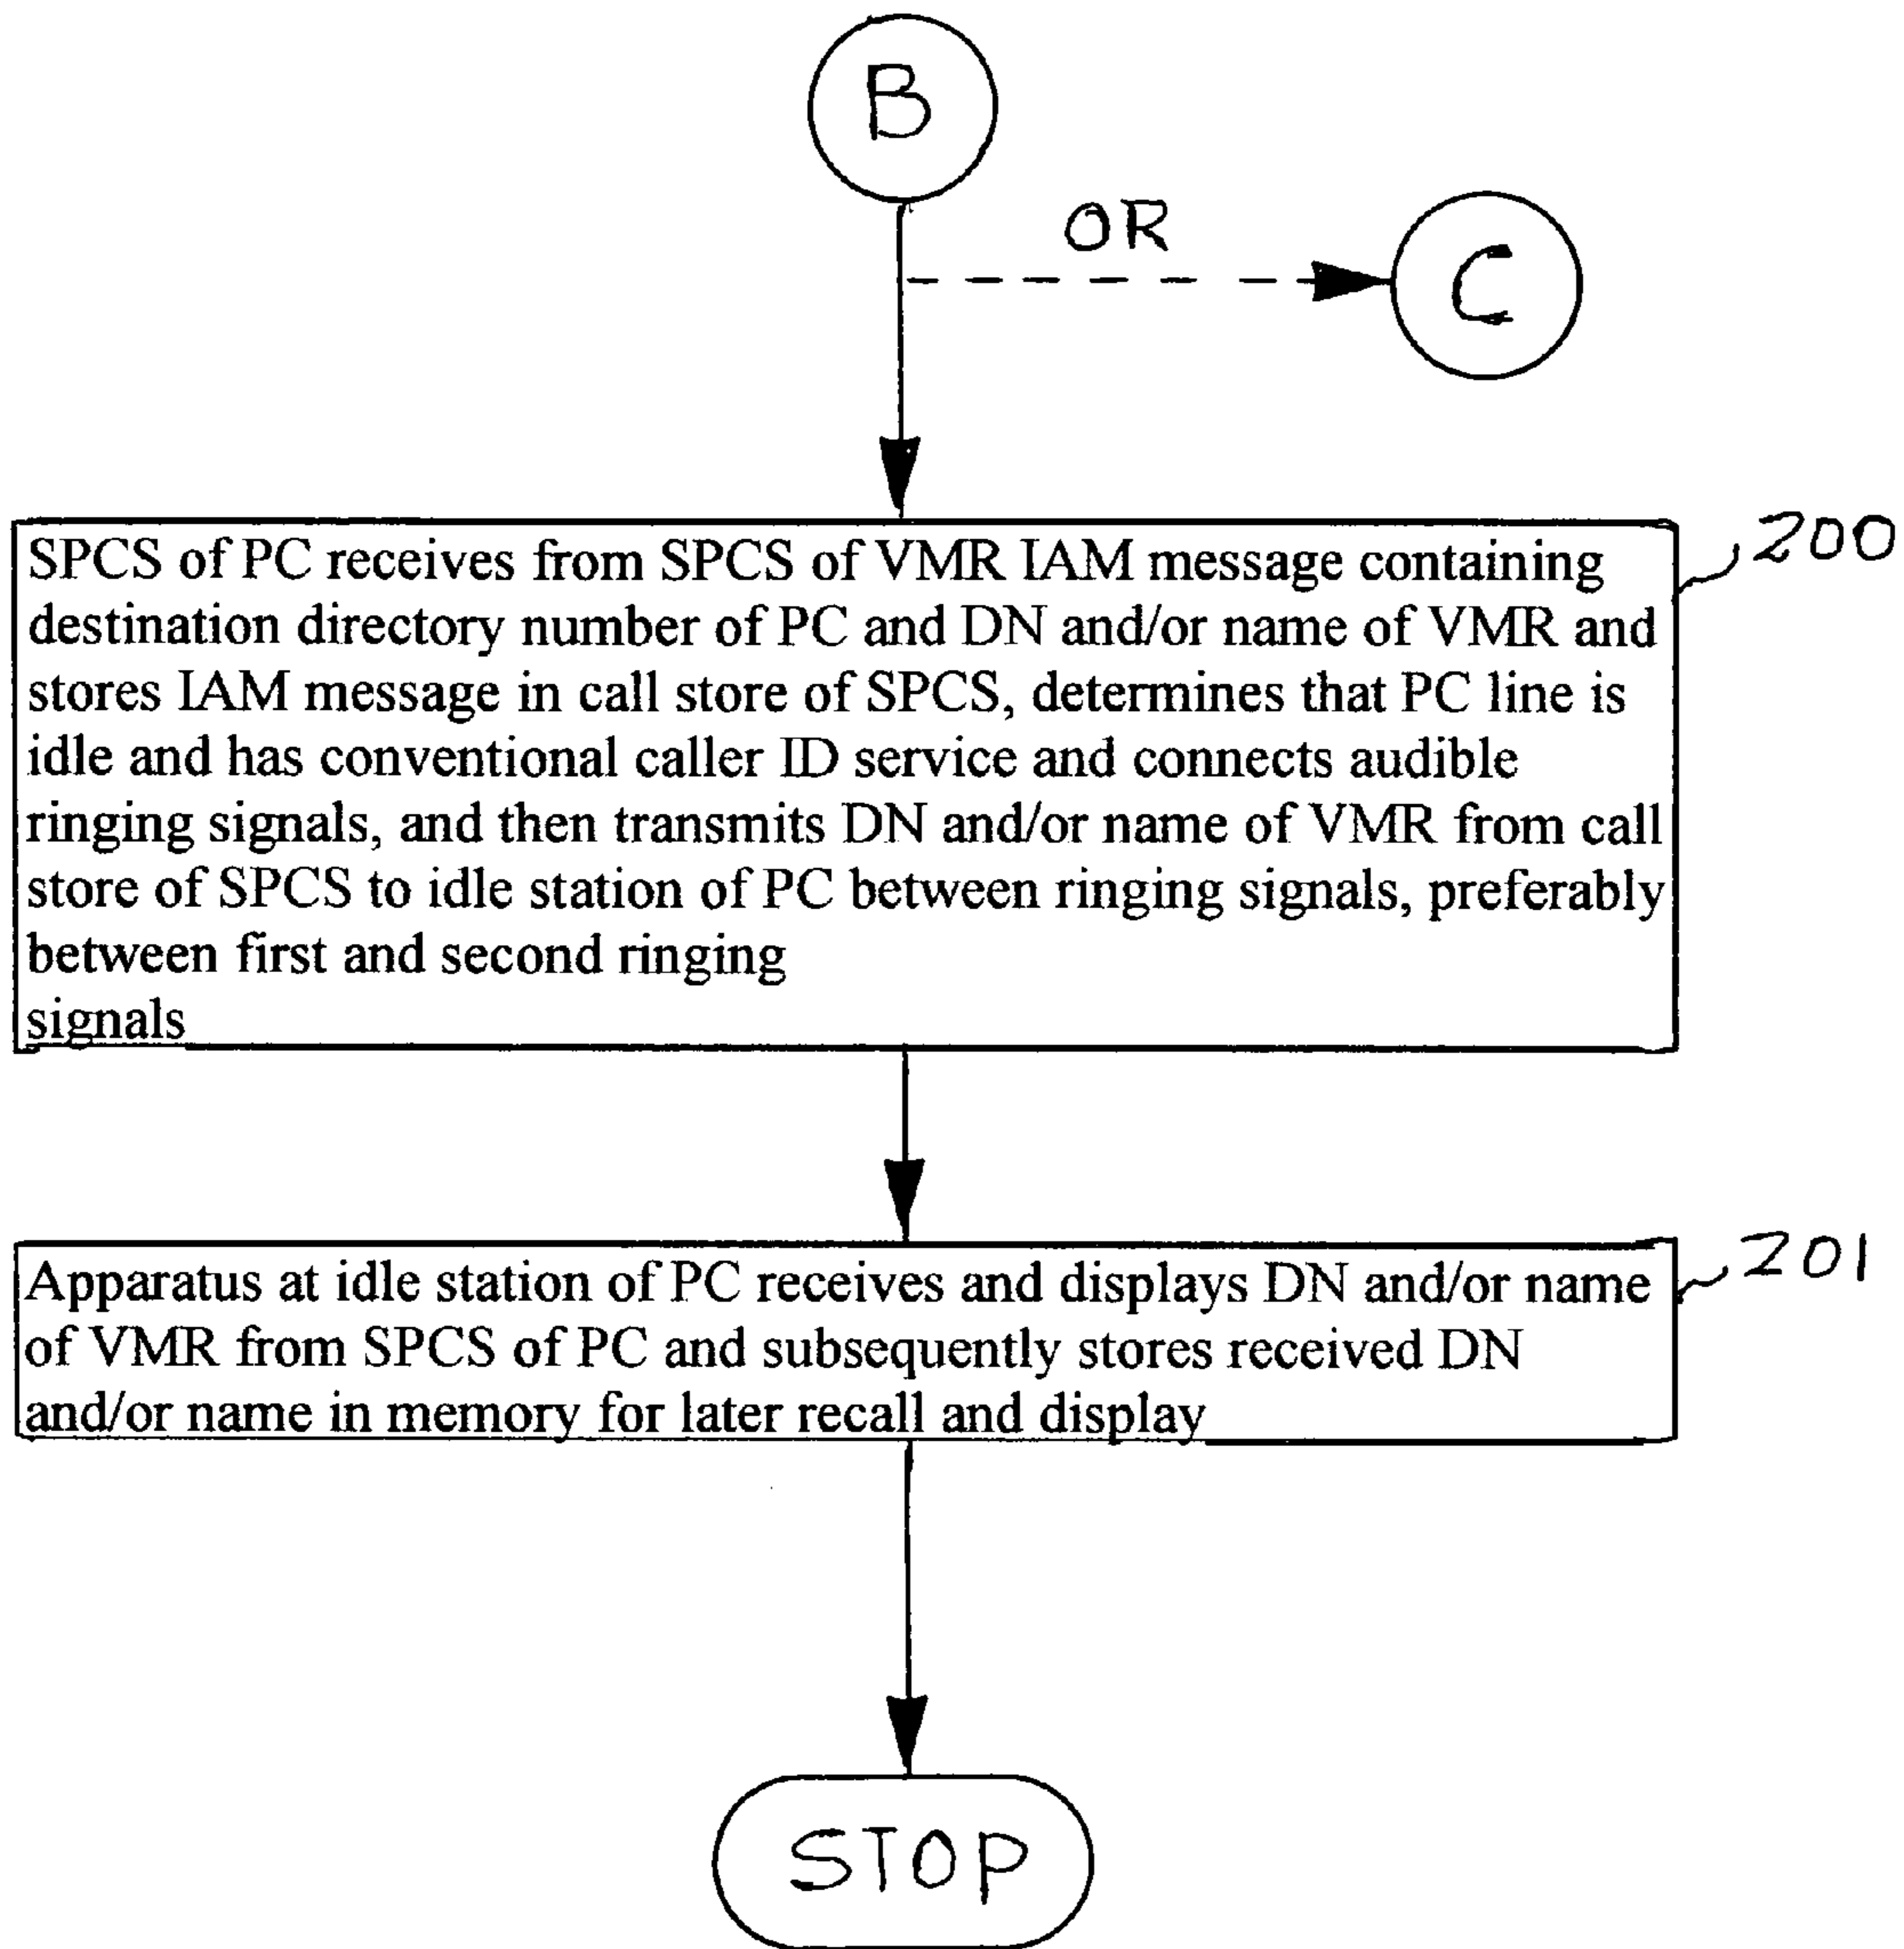 B
OR
C
200
SPCS of PC receives from SPCS of VMR IAM message containing
destination directory number of PC and DN and/or name of VMR and
stores IAM message in call store of SPCS, determines that PC line is
idle and has conventional caller ID service and connects audible
ringing signals, and then transmits DN and/or name of VMR from call
store of SPCS to idle station of PC between ringing signals, preferably
between first and second ringing
signals
201
Apparatus at idle station of PC receives and displays DN and/or name
of VMR from SPCS of PC and subsequently stores received DN
and/or name in memory for later recall and display
STOP